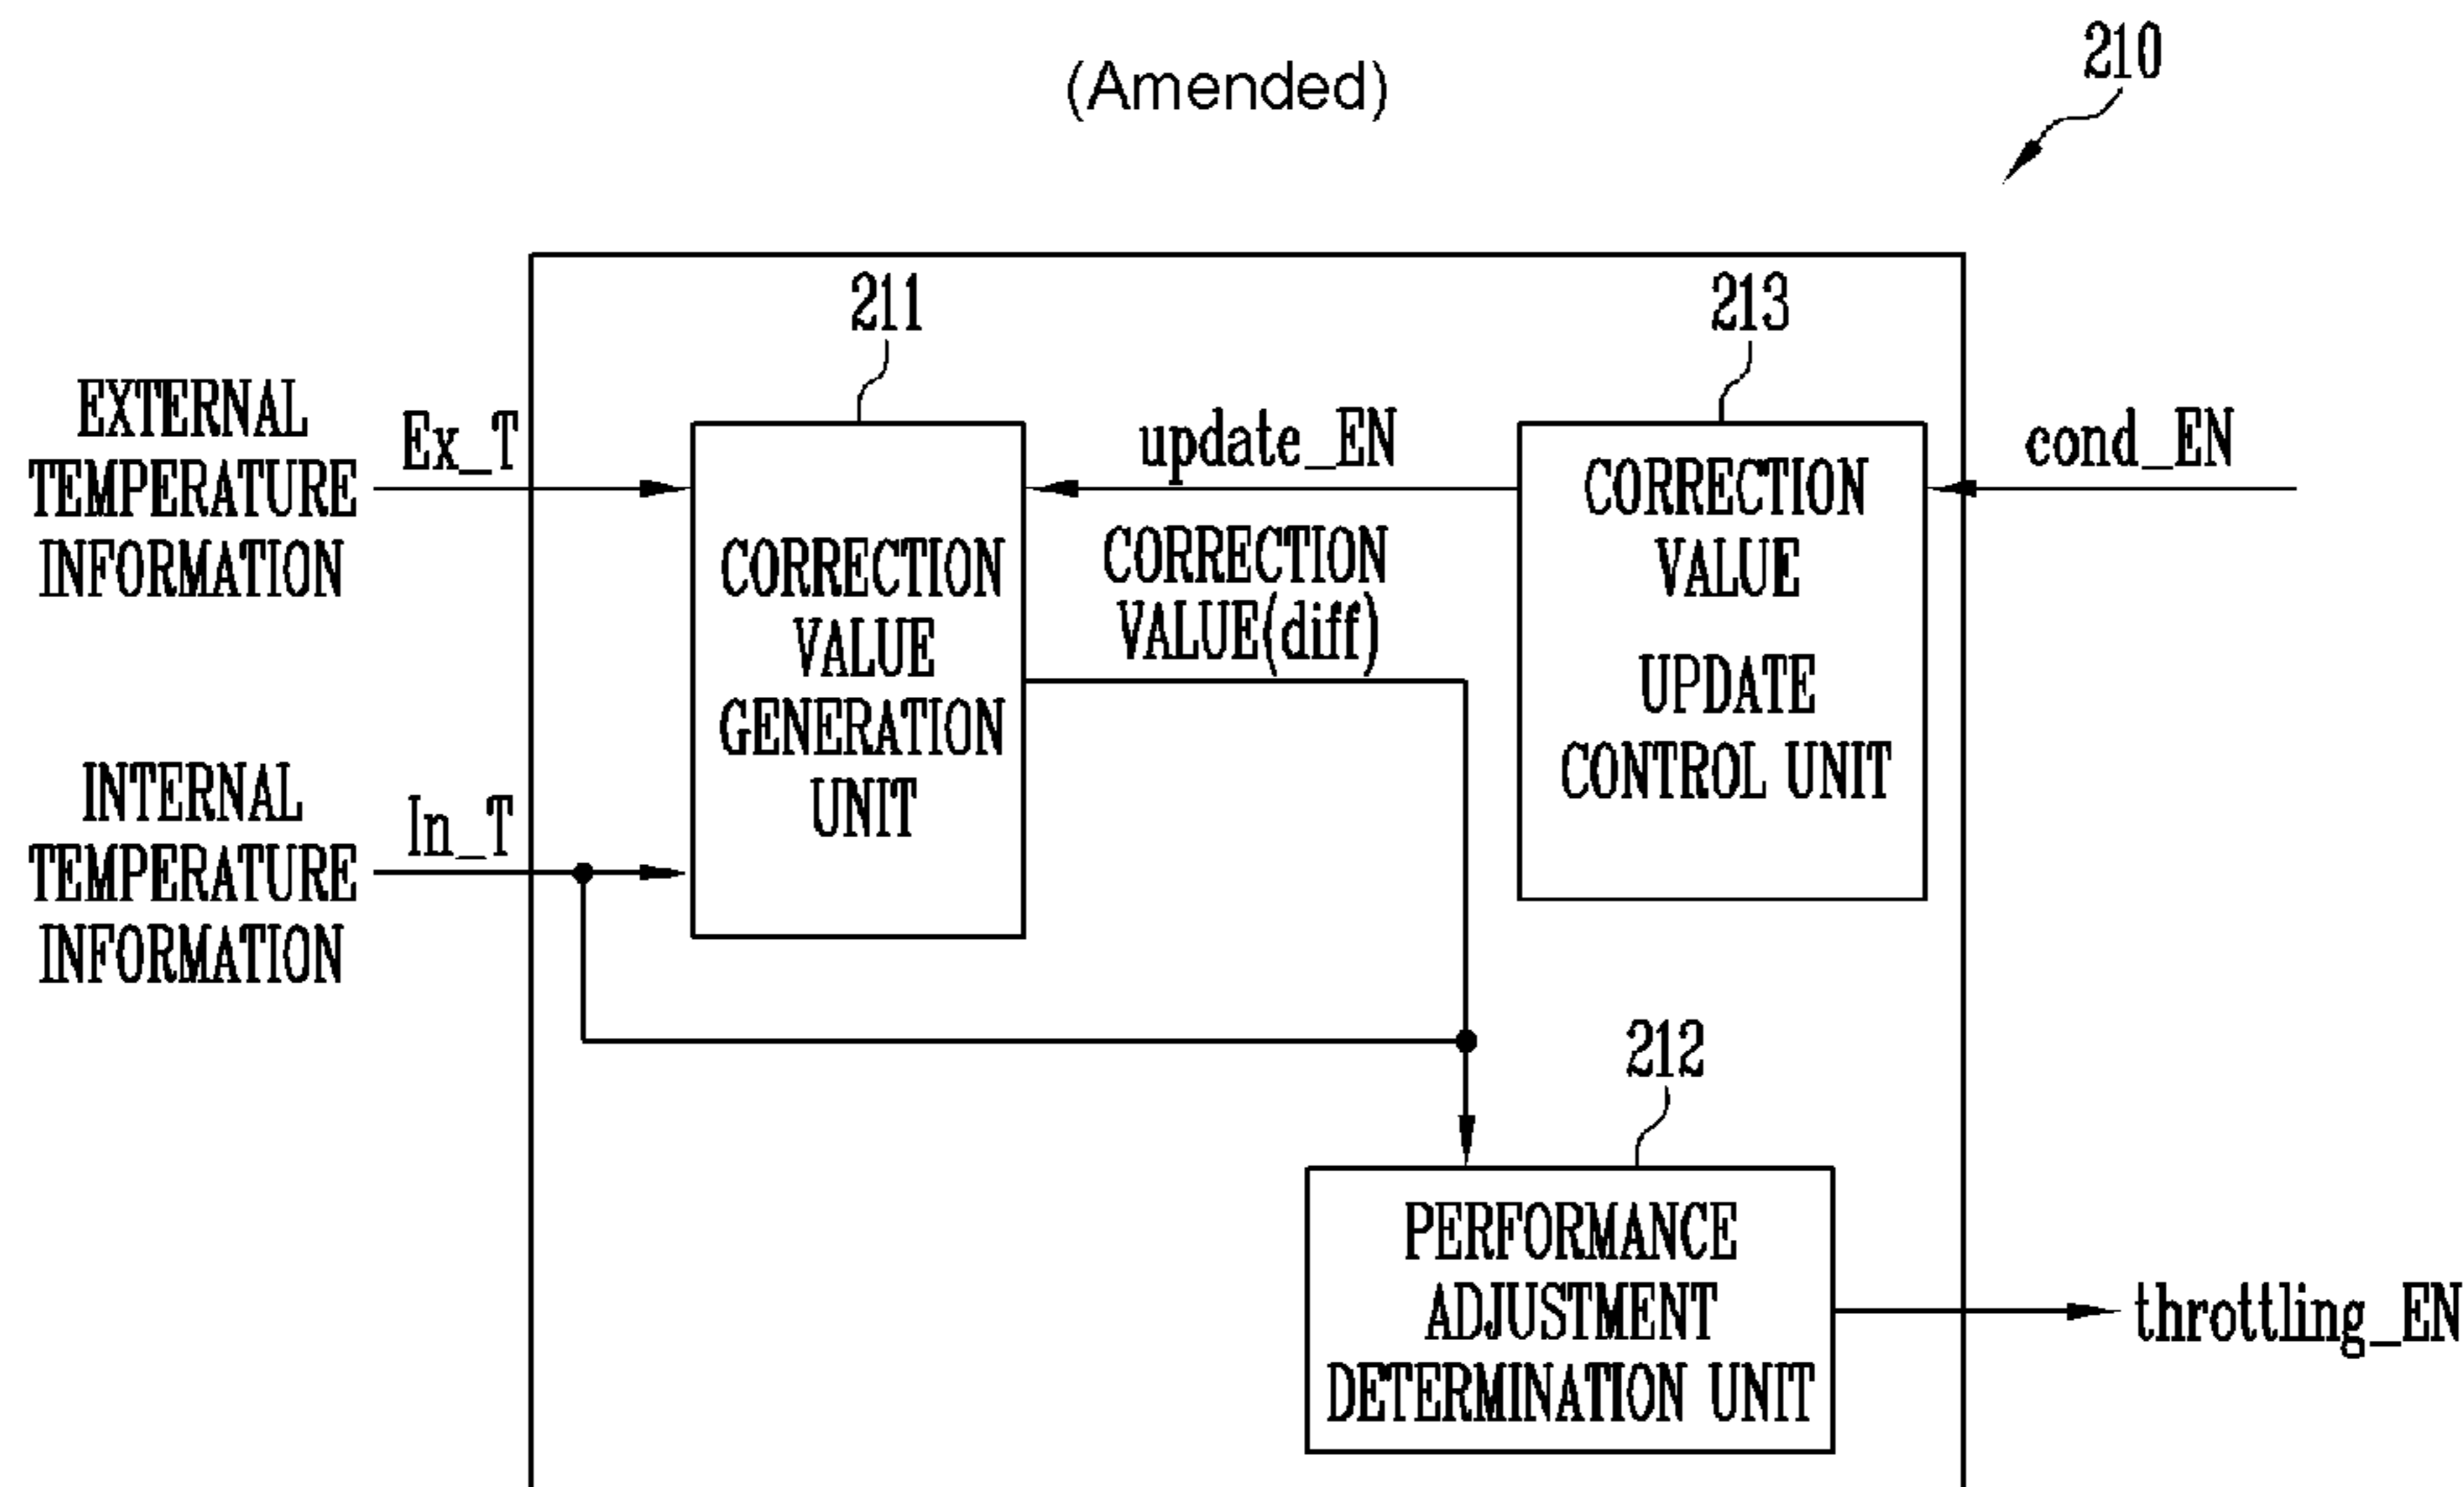 (Amended)
210
211
213
EXTERNAL
TEMPERATURE
INFORMATION
Ex_T
update_EN
cond_EN
CORRECTION
VALUE
GENERATION
UNIT
CORRECTION
VALUE(diff)
CORRECTION
VALUE
UPDATE
CONTROL UNIT
INTERNAL
TEMPERATURE
INFORMATION
In_T
212
PERFORMANCE
ADJUSTMENT
DETERMINATION UNIT
throttling_EN